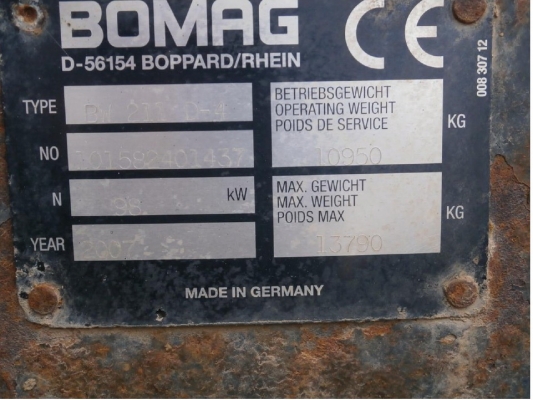 BOMAG CE
D-56154 BOPPARD/RHEIN
008 307 12
TYPE
BETRIEBSGEWICHT
OPERATING WEIGHT
POIDS DE SERVICE
KG
10950
NO
N 98 kW
MAX. GEWICHT
MAX. WEIGHT
POIDS MAX
KG
13790
YEAR 2007
MADE IN GERMANY